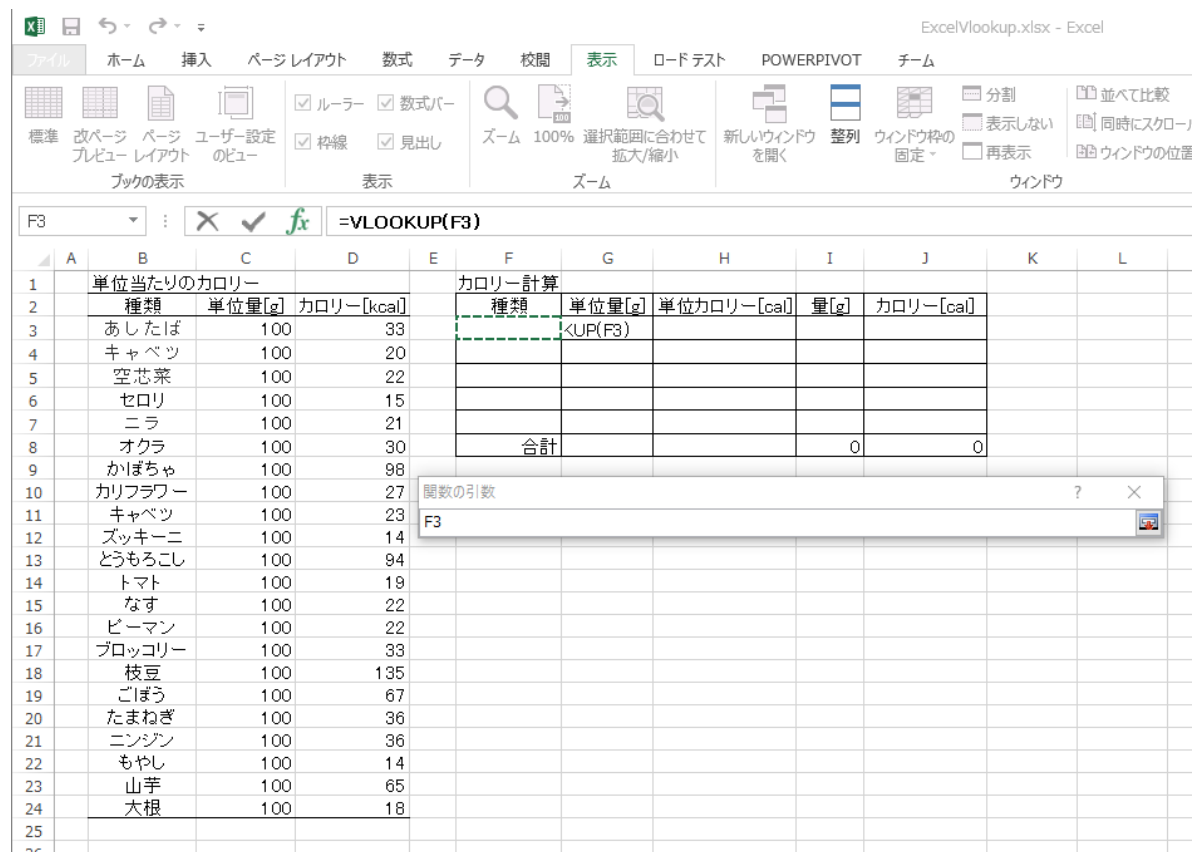 ExcelVlookup.xlsx - Excel
ファイル ホーム 挿入 ページ レイアウト 数式 データ 校閲 表示 ロード テスト POWERPIVOT チーム
標準 改ページ プレビュー ページ レイアウト ユーザー設定 のビュー
ルーラー 数式バー
枠線 見出し
ズーム 100% 選択範囲に合わせて 拡大/縮小
新しいウィンドウ を開く 整列 ウィンドウ枠の 固定
分割
表示しない
再表示
並べて比較
同時にスクロール
ウィンドウの位置
ブックの表示 表示 ズーム ウィンドウ
F3 fx =VLOOKUP(F3)
A B C D E F G H I J K L
1 単位当たりのカロリー カロリー計算
2 種類 単位量[g] カロリー[kcal] 種類 単位量[g] 単位カロリー[cal] 量[g] カロリー[cal]
3 あしたば 100 33 <UP(F3)
4 キャベツ 100 20
5 空芯菜 100 22
6 セロリ 100 15
7 ニラ 100 21
8 オクラ 100 30 合計 0 0
9 かぼちゃ 100 98
10 カリフラワー 100 27 関数の引数 ?
11 キャベツ 100 23 F3
12 ズッキーニ 100 14
13 とうもろこし 100 94
14 トマト 100 19
15 なす 100 22
16 ピーマン 100 22
17 ブロッコリー 100 33
18 枝豆 100 135
19 ごぼう 100 67
20 たまねぎ 100 36
21 ニンジン 100 36
22 もやし 100 14
23 山芋 100 65
24 大根 100 18
25